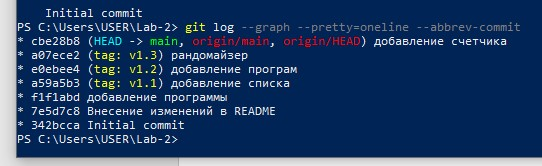 Initial commit
PS C:\Users\USER\Lab-2> git log --graph --pretty=oneline --abbrev-commit
* cbe28b8 (HEAD -> main, origin/main, origin/HEAD) добавление счетчика
* a07ece2 (tag: v1.3) рандомайзер
* e0ebee4 (tag: v1.2) добавление програм
* a59a5b3 (tag: v1.1) добавление списка
* f1f1abd добавление программы
* 7e5d7c8 Внесение изменений в README
* 342bcca Initial commit
PS C:\Users\USER\Lab-2>